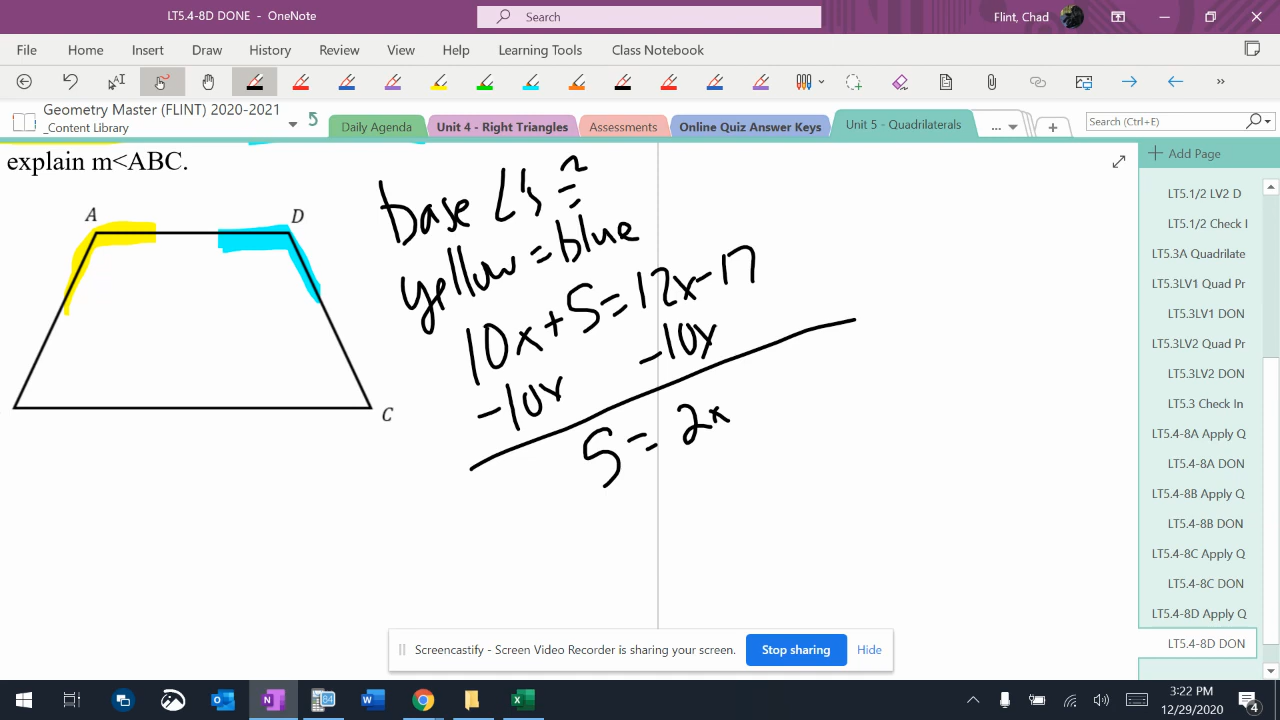 LT5.4-8D DONE - OneNote
Search
Flint, Chad
File Home Insert Draw History Review View Help Learning Tools Class Notebook
Geometry Master (FLINT) 2020-2021
_Content Library
Daily Agenda
Unit 4 - Right Triangles
Assessments
Online Quiz Answer Keys
Unit 5 - Quadrilaterals
...
Search (Ctrl+E)
Add Page
explain m<ABC.
A
D
C
base ∠'s ≅
yellow = blue
10x+5=12x-17
-10x -10x
5 = 2x
LT5.1/2 LV2 D
LT5.1/2 Check I
LT5.3A Quadrilate
LT5.3LV1 Quad Pr
LT5.3LV1 DON
LT5.3LV2 Quad Pr
LT5.3LV2 DON
LT5.3 Check In
LT5.4-8A Apply Q
LT5.4-8A DON
LT5.4-8B Apply Q
LT5.4-8B DON
LT5.4-8C Apply Q
LT5.4-8C DON
LT5.4-8D Apply Q
LT5.4-8D DON
Screencastify - Screen Video Recorder is sharing your screen.
Stop sharing
Hide
84
3:22 PM
12/29/2020
4